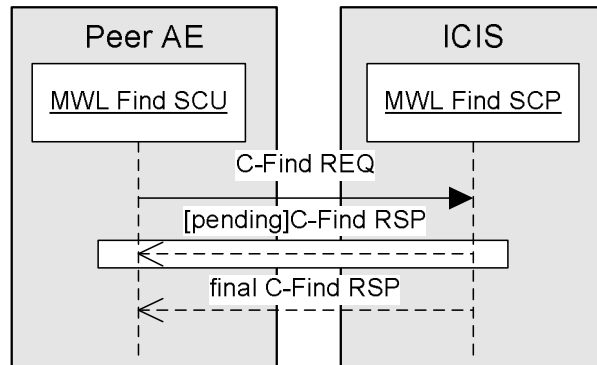 Peer AE
ICIS
MWL Find SCU
MWL Find SCP
C-Find REQ
[pending]C-Find RSP
final C-Find RSP